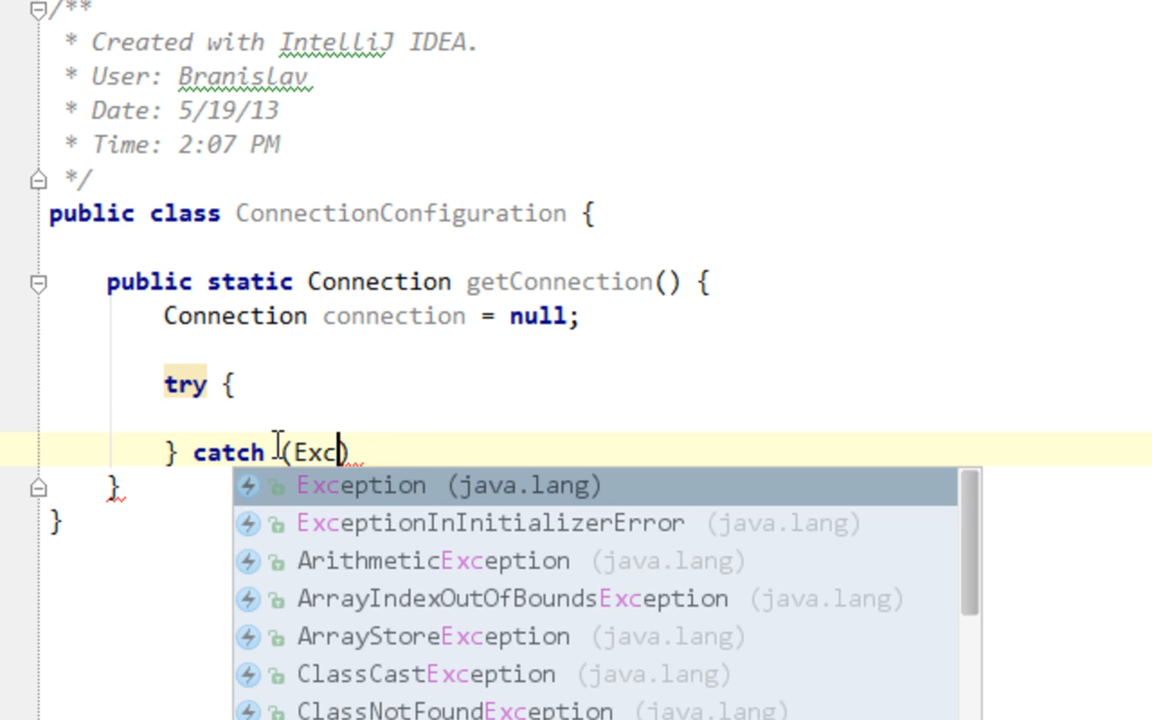 /**
* Created with IntelliJ IDEA.
* User: Branislav
* Date: 5/19/13
* Time: 2:07 PM
*/
public class ConnectionConfiguration {
public static Connection getConnection() {
Connection connection = null;
try {
} catch (Exc)
}
}
Exception (java.lang)
ExceptionInInitializerError (java.lang)
ArithmeticException (java.lang)
ArrayIndexOutOfBoundsException (java.lang)
ArrayStoreException (java.lang)
ClassCastException (java.lang)
ClassNotFoundException (java.lang)